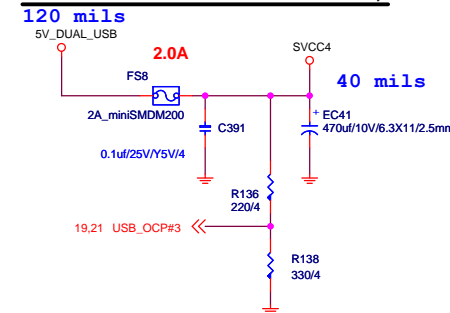 120 mils
5V_DUAL_USB
2.0A
SVCC4
FS8
40 mils
2A_miniSMDM200
C391
+ EC41
470uf/10V/6.3X11/2.5mm
0.1uf/25V/Y5V/4
R136
220/4
19,21 USB_OCP#3
R138
330/4